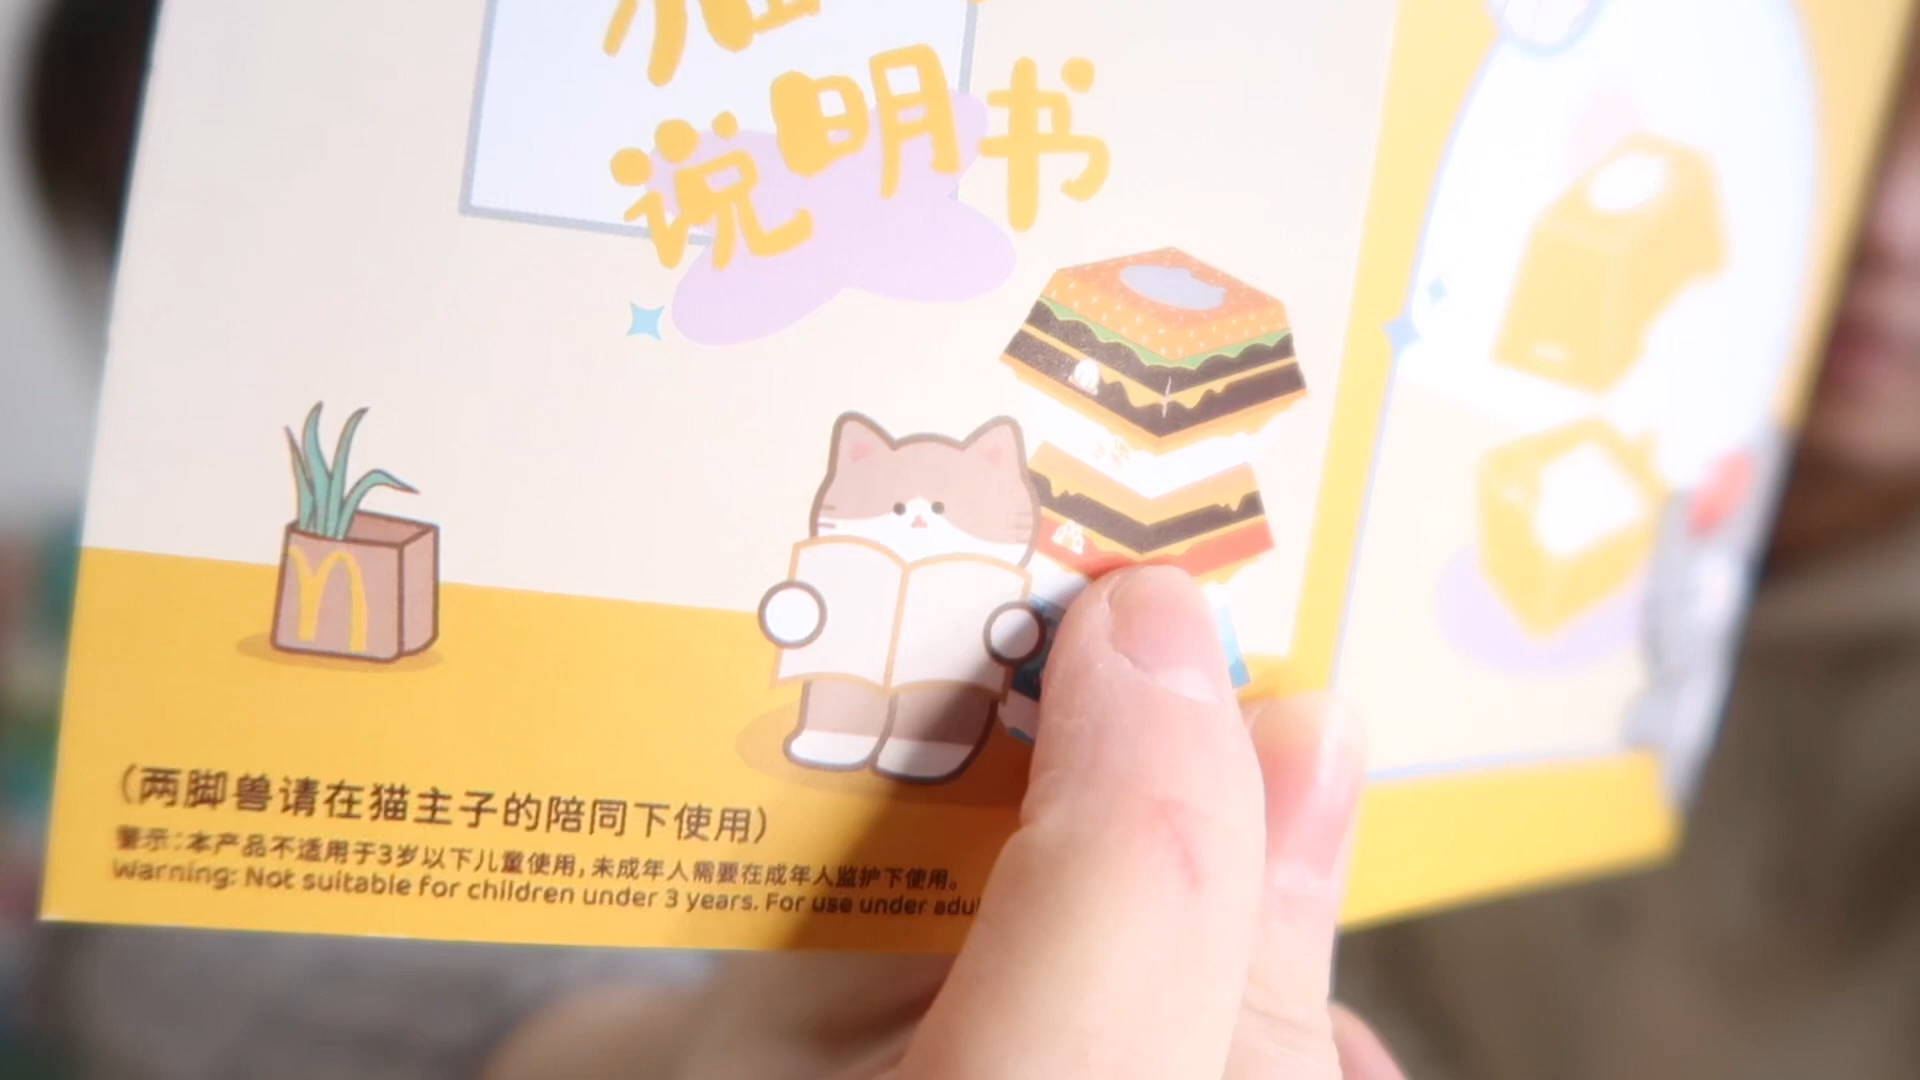 说明书
(两脚兽请在猫主子的陪同下使用)
警示:本产品不适用于3岁以下儿童使用,未成年人需要在成年人监护下使用。
Warning: Not suitable for children under 3 years. For use under